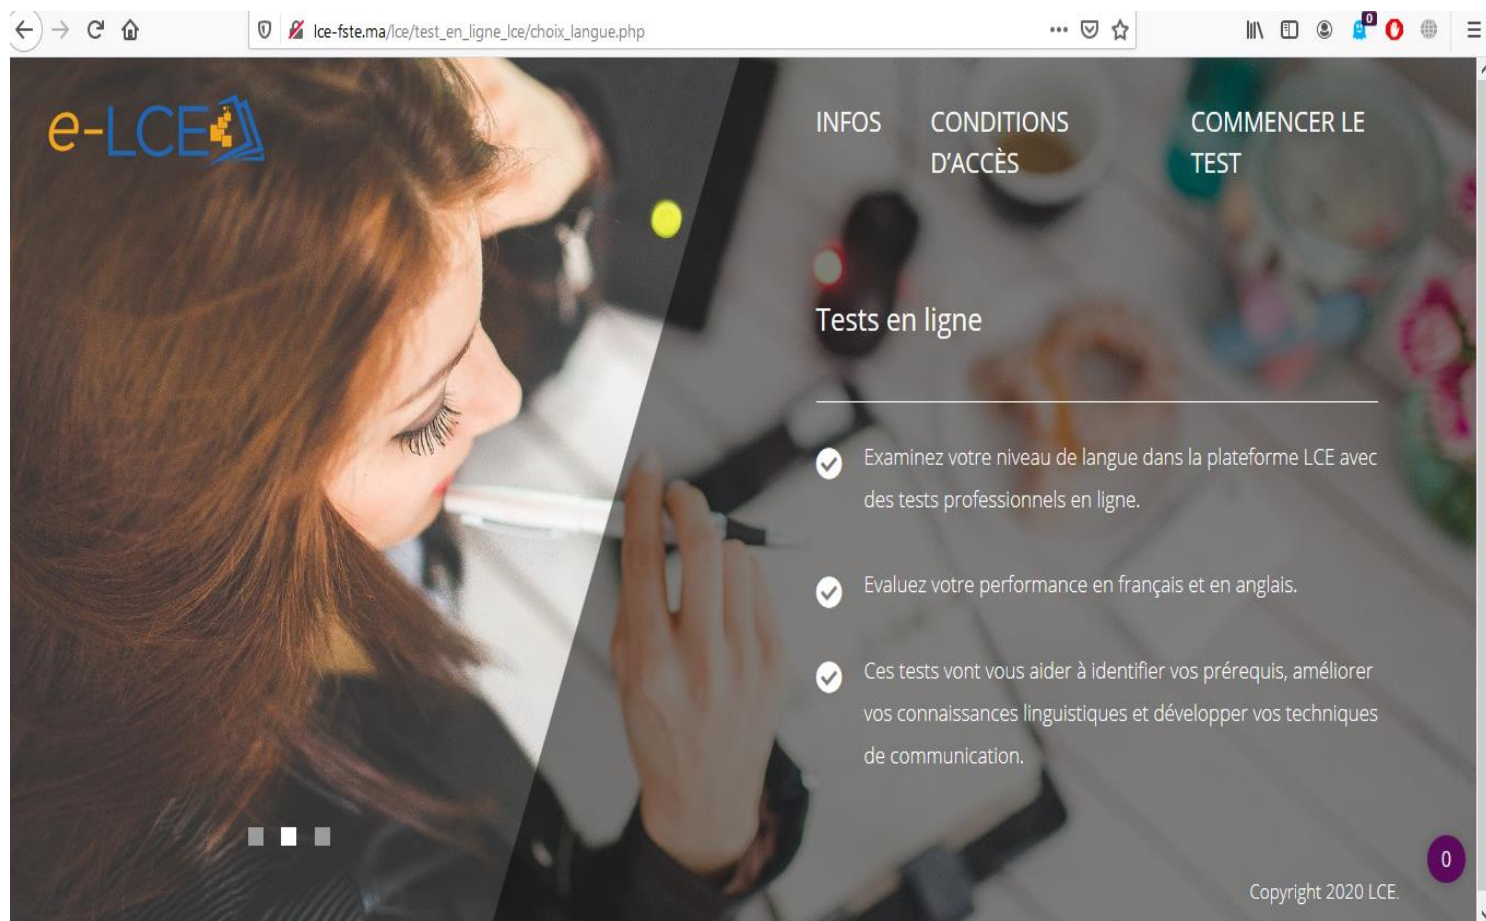 lce-fste.ma/lce/test_en_ligne_lce/choix_langue.php
0
e-LCE
INFOS
CONDITIONS
D'ACCÈS
COMMENCER LE
TEST
Tests en ligne
Examinez votre niveau de langue dans la plateforme LCE avec
des tests professionnels en ligne.
Evaluez votre performance en français et en anglais.
Ces tests vont vous aider à identifier vos prérequis, améliorer
vos connaissances linguistiques et développer vos techniques
de communication.
0
Copyright 2020 LCE.